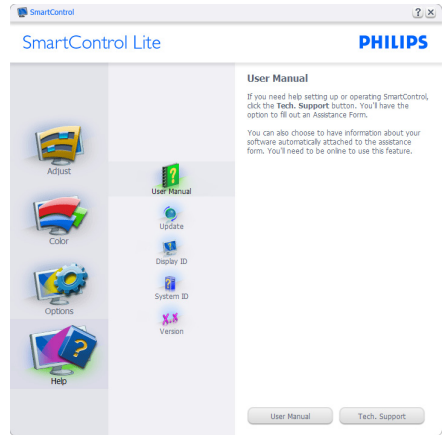 SmartControl
SmartControl Lite
PHILIPS
Adjust
Color
Options
Help
User Manual
Update
Display ID
System ID
Version
User Manual
If you need help setting up or operating SmartControl,
click the Tech. Support button. You'll have the
option to fill out an Assistance Form.
You can also choose to have information about your
software automatically attached to the assistance
form. You'll need to be online to use this feature.
User Manual
Tech. Support